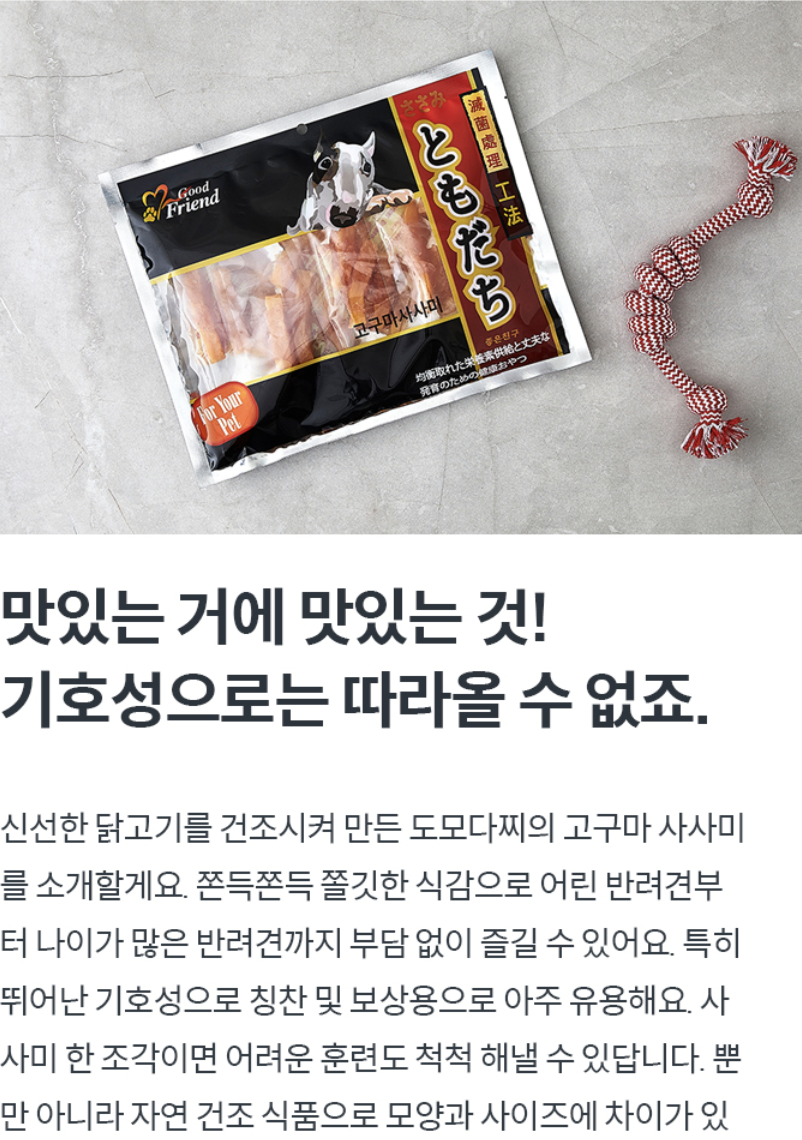 ささみ
滅菌處理
工法
ともだち
Good
Friend
고구마사사미
좋은친구
均衡取れた栄養素供給と丈夫な
発育のための健康おやつ
For Your
Pet
맛있는 거에 맛있는 것!
기호성으로는 따라올 수 없죠.
신선한 닭고기를 건조시켜 만든 도모다찌의 고구마 사사미
를 소개할게요. 쫀득쫀득 쫄깃한 식감으로 어린 반려견부
터 나이가 많은 반려견까지 부담 없이 즐길 수 있어요. 특히
뛰어난 기호성으로 칭찬 및 보상용으로 아주 유용해요. 사
사미 한 조각이면 어려운 훈련도 척척 해낼 수 있답니다. 뿐
만 아니라 자연 건조 식품으로 모양과 사이즈에 차이가 있